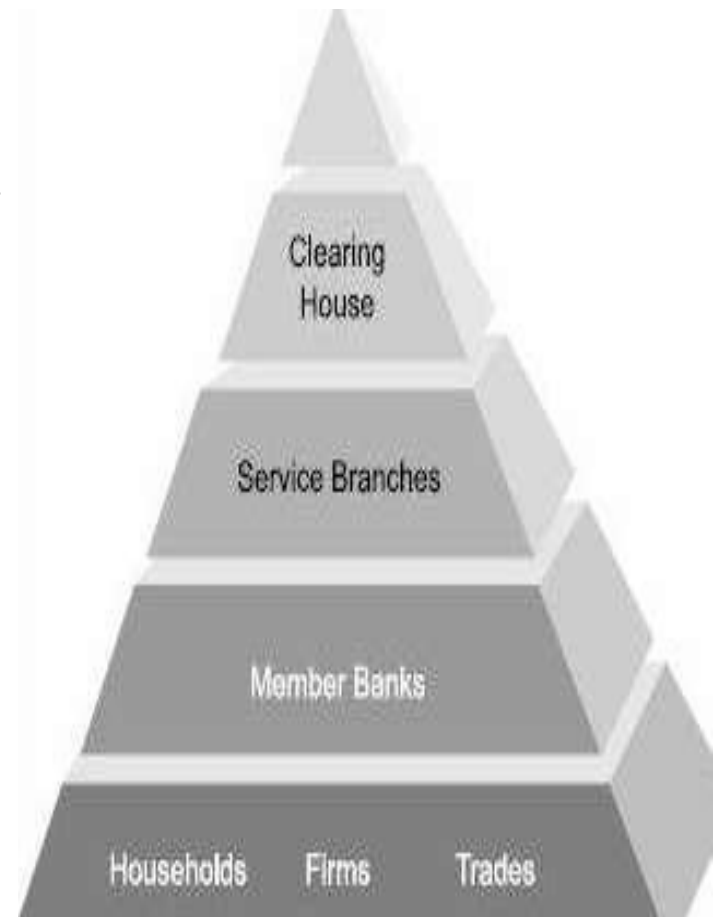 Clearing
House
Service Branches
Member Banks
Households Firms Trades